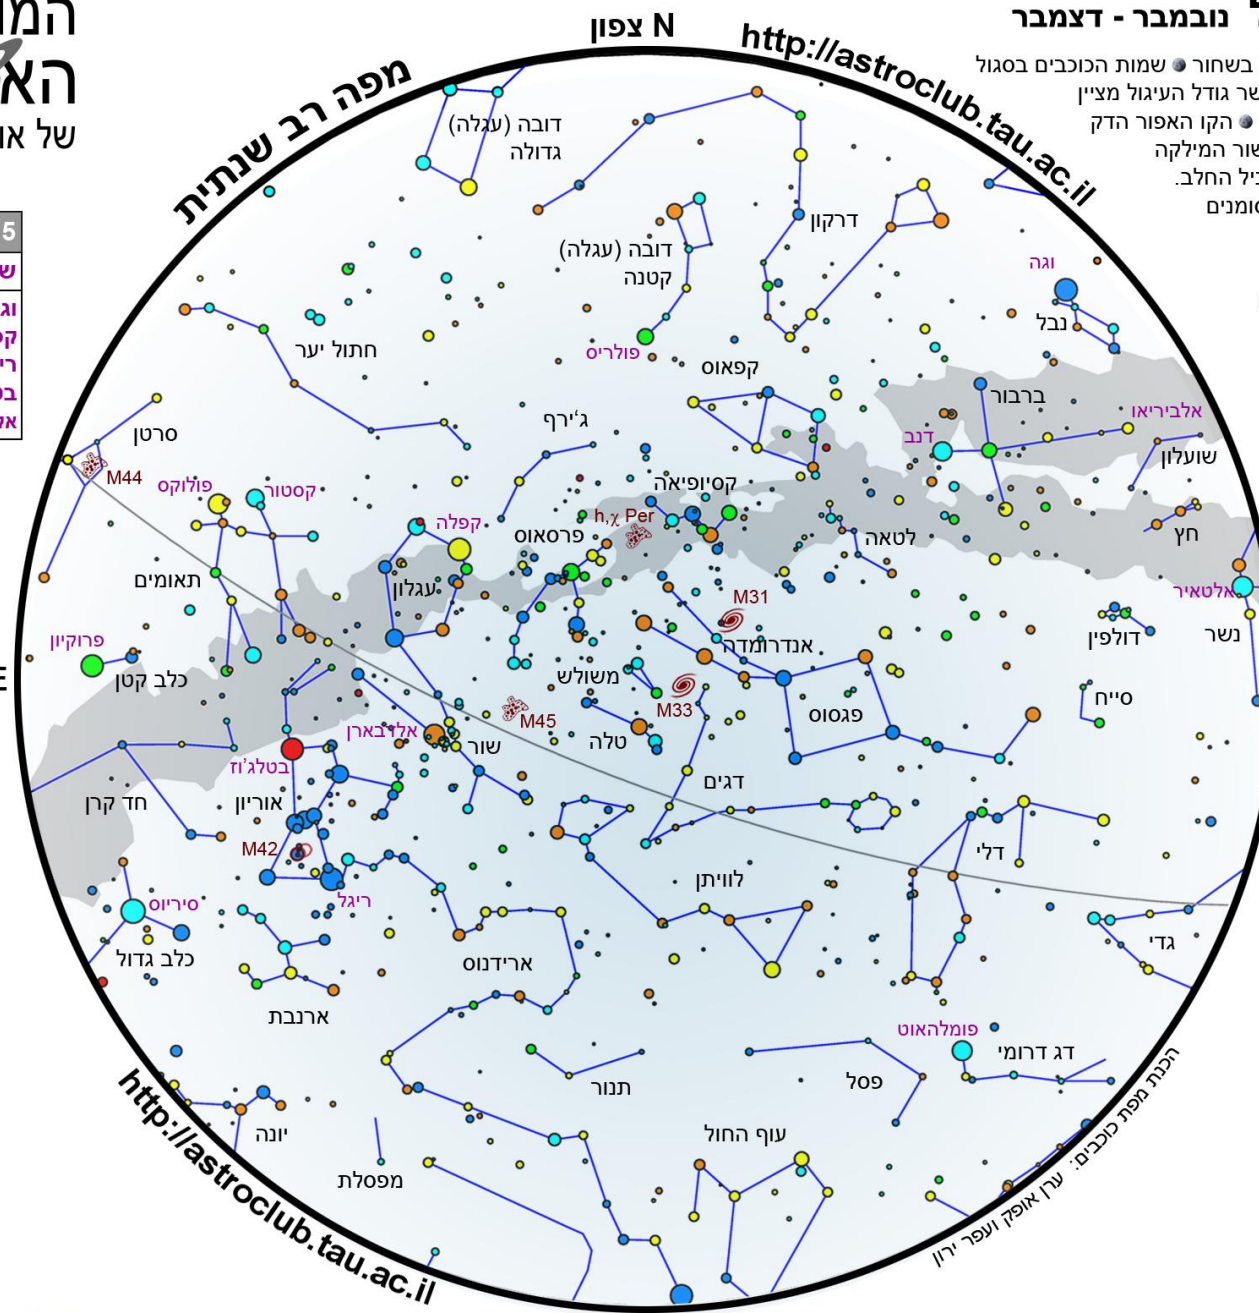 נובמבר - דצמבר
בשחור שמות הכוכבים בסגול
שר גודל העיגול מציין
הקו האפור הדק
שור המילקה
ביל החלב.
זומנים
המו
הא
של או
5
N צפון
מפה רב שנתית
http://astroclub.tau.ac.il
דובה (עגלה)
גדולה
דרקון
דובה (עגלה)
קטנה
וגה
נבל
פולריס
חתול יער
קפאוס
ברבור
אלביריאו
שועלון
דנב
סרטן
M44
ג'ירף
פולוקס
קסטור
קסיופיאה
h,χ Per
קפלה
פרסאוס
לטאה
חץ
תאומים
עגלון
M31
אלטאיר
אנדרומדה
דולפין
נשר
פרוקיון
כלב קטן
משולש
M33
פגסוס
סייח
E
M45
אלדבארן
שור
טלה
בטלג'וז
דגים
חד קרן
אוריון
M42
דלי
לוויתן
ריגל
סיריוס
כלב גדול
ארידנוס
גדי
ארנבת
פומלהאוט
דג דרומי
תנור
פסל
יונה
עוף החול
מפסלת
http://astroclub.tau.ac.il
הכנת מפת כוכבים: ערן אופק ועפר ירון